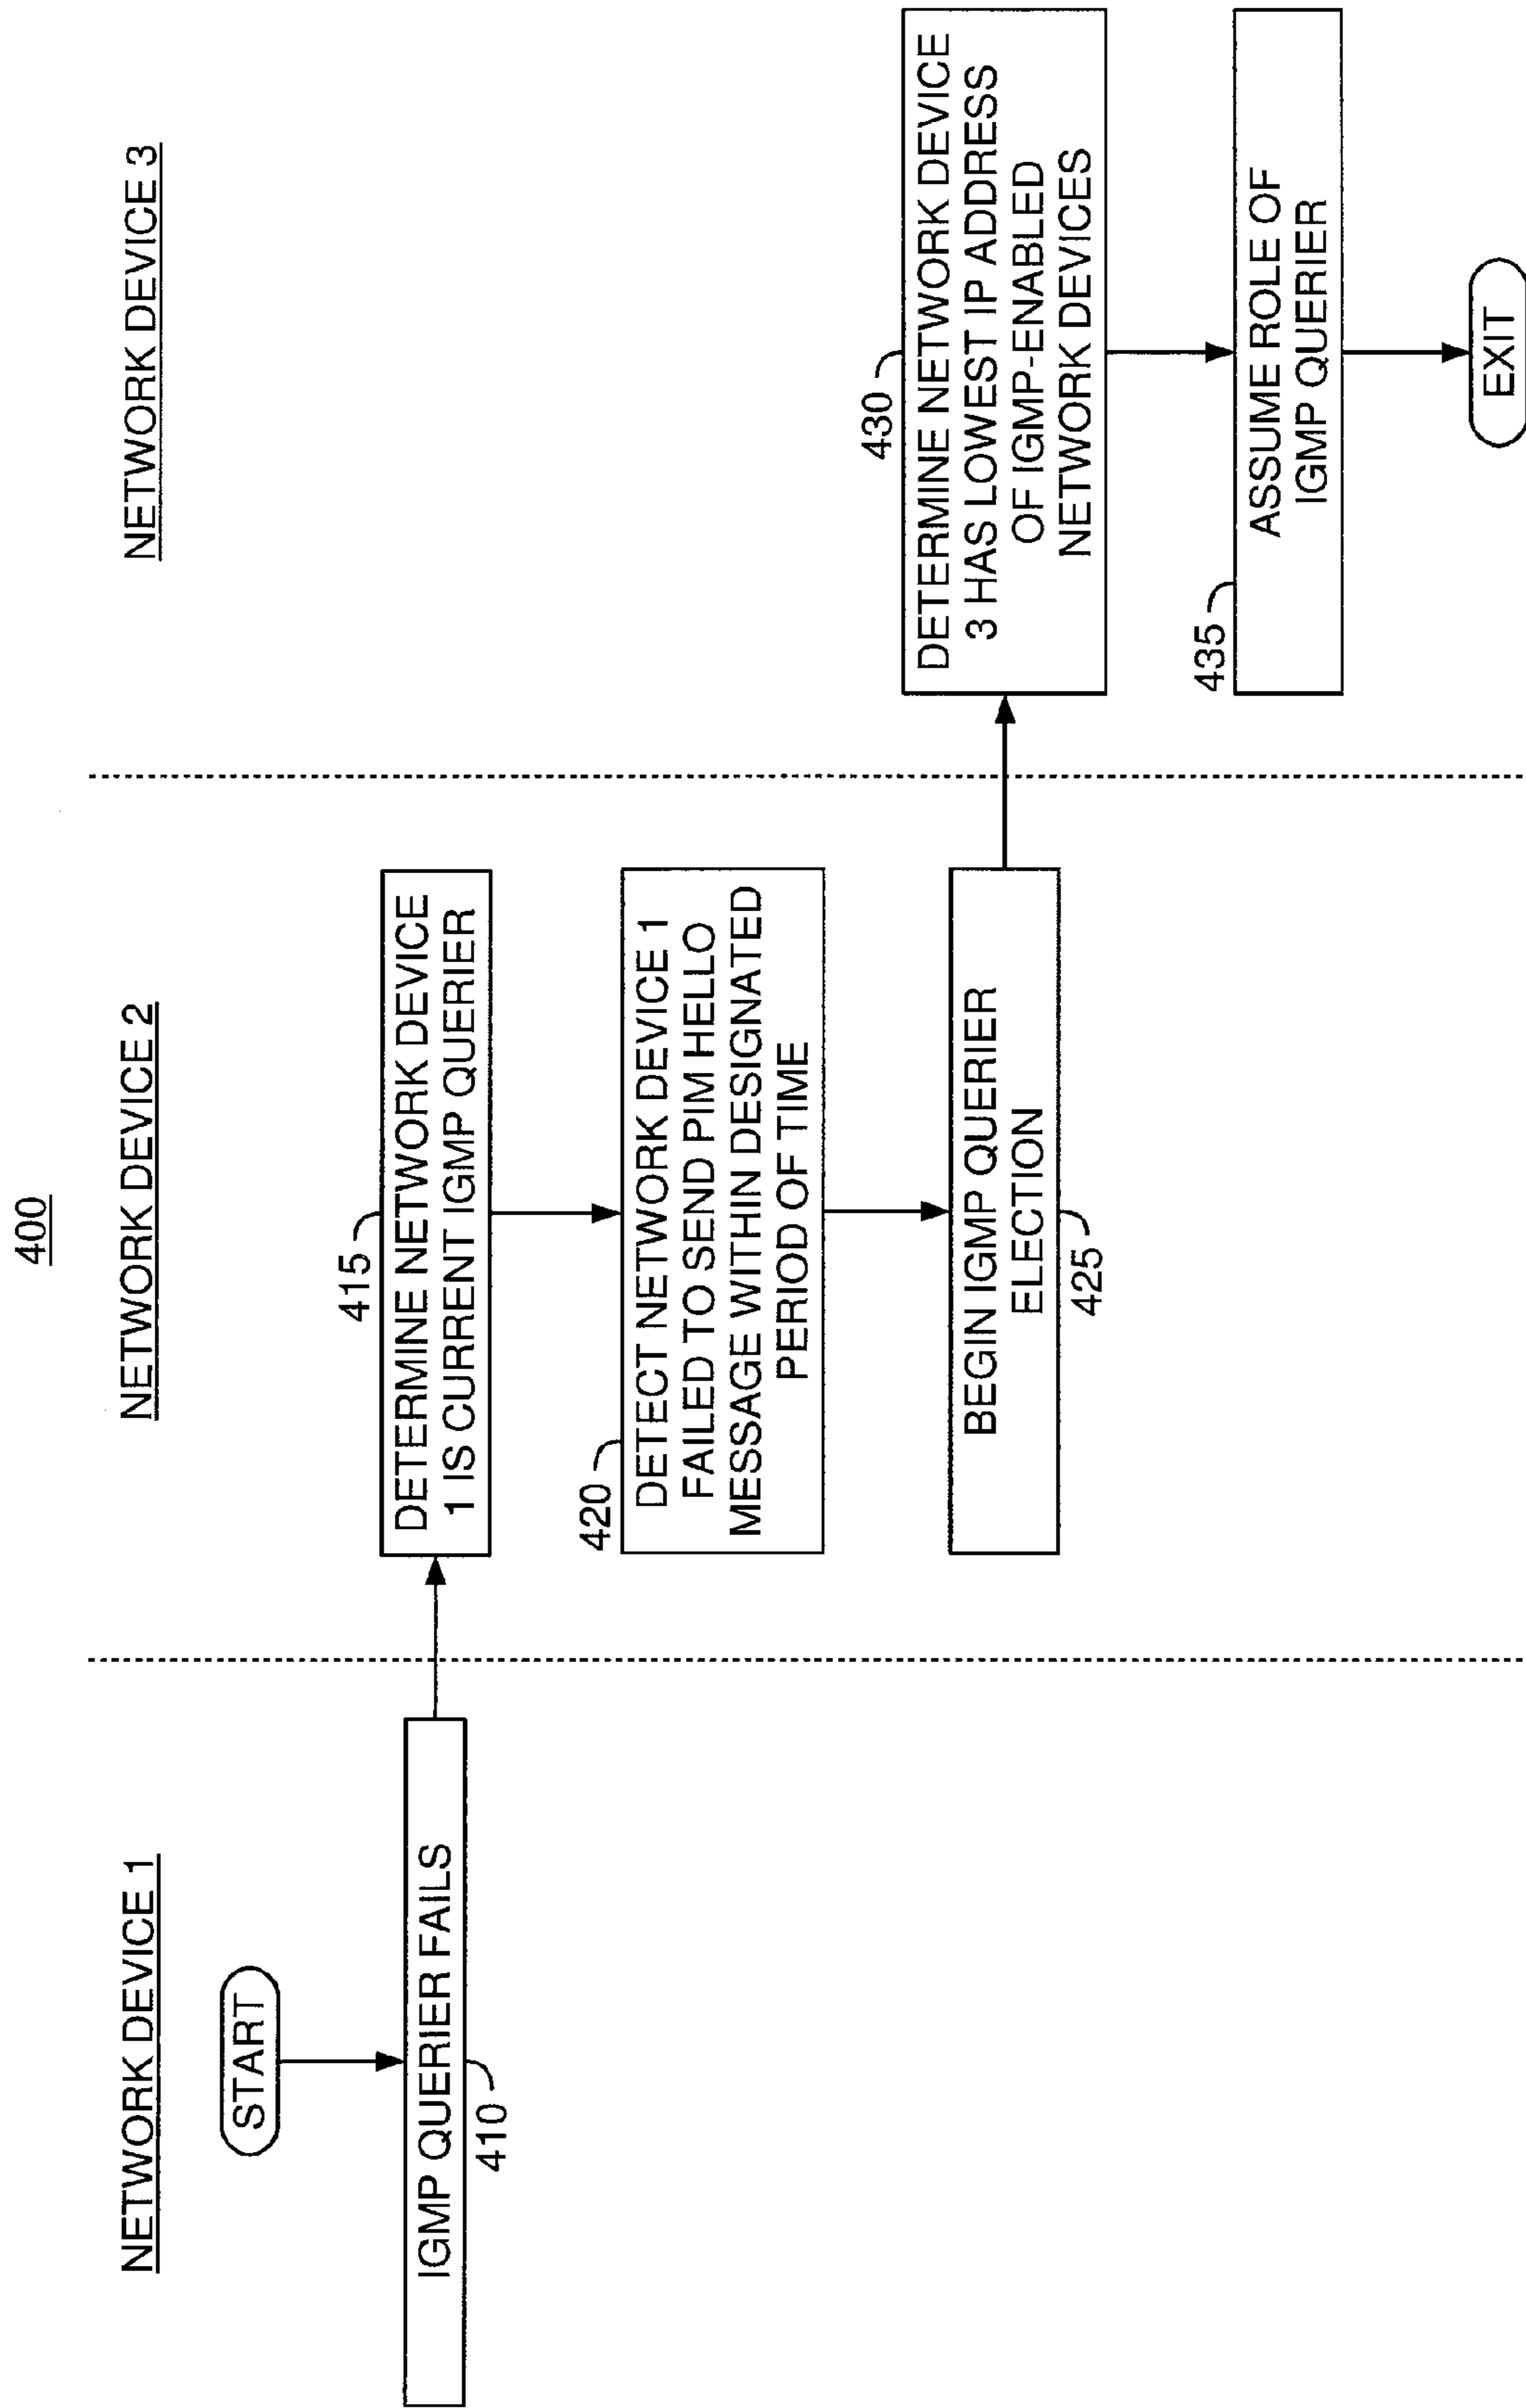 400
NETWORK DEVICE 1
NETWORK DEVICE 2
NETWORK DEVICE 3
START
IGMP QUERIER FAILS
410
415
DETERMINE NETWORK DEVICE
1 IS CURRENT IGMP QUERIER
420
DETECT NETWORK DEVICE 1
FAILED TO SEND PIM HELLO
MESSAGE WITHIN DESIGNATED
PERIOD OF TIME
BEGIN IGMP QUERIER
ELECTION
425
430
DETERMINE NETWORK DEVICE
3 HAS LOWEST IP ADDRESS
OF IGMP-ENABLED
NETWORK DEVICES
435
ASSUME ROLE OF
IGMP QUERIER
EXIT